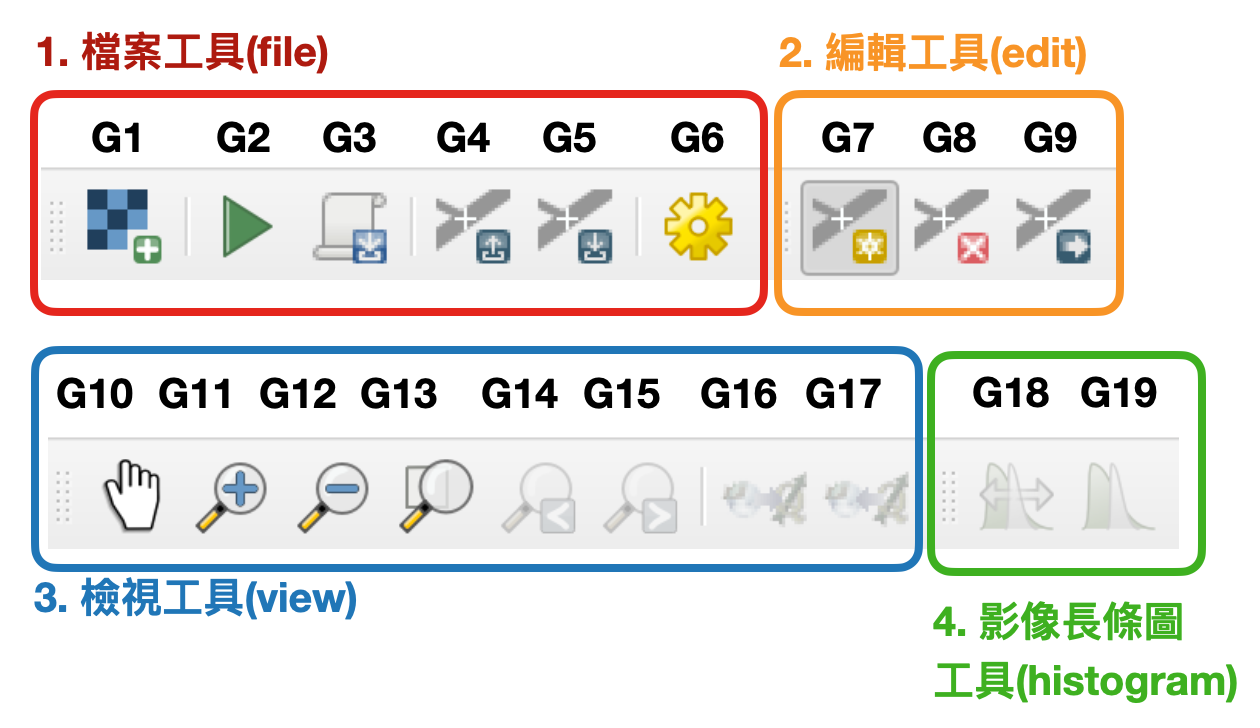 1. 檔案工具(file)
2. 編輯工具(edit)
G1 G2 G3 G4 G5 G6
G7 G8 G9
G10 G11 G12 G13 G14 G15 G16 G17
G18 G19
3. 檢視工具(view)
4. 影像長條圖
工具(histogram)